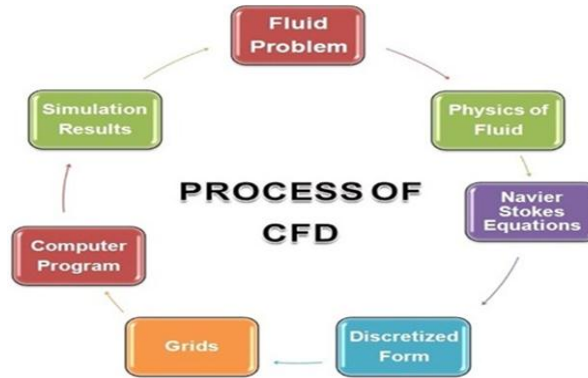 Fluid
Problem
Physics of
Fluid
Navier
Stokes
Equations
Discretized
Form
Grids
Computer
Program
Simulation
Results
PROCESS OF
CFD